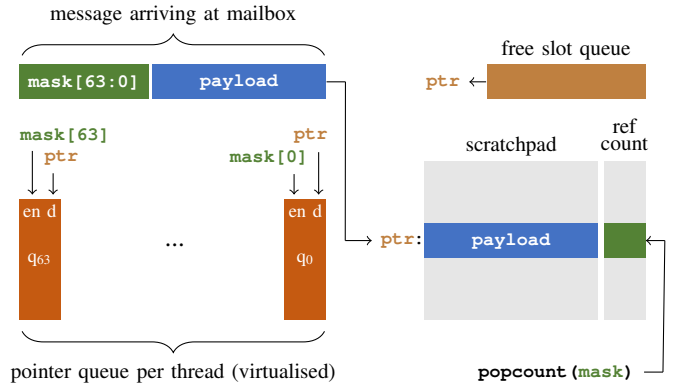 message arriving at mailbox
mask[63:0] payload
free slot queue
ptr
mask[63]
ptr
ptr
mask[0]
scratchpad
ref
count
en d
q63
...
en d
q0
ptr: payload
pointer queue per thread (virtualised)
popcount(mask)